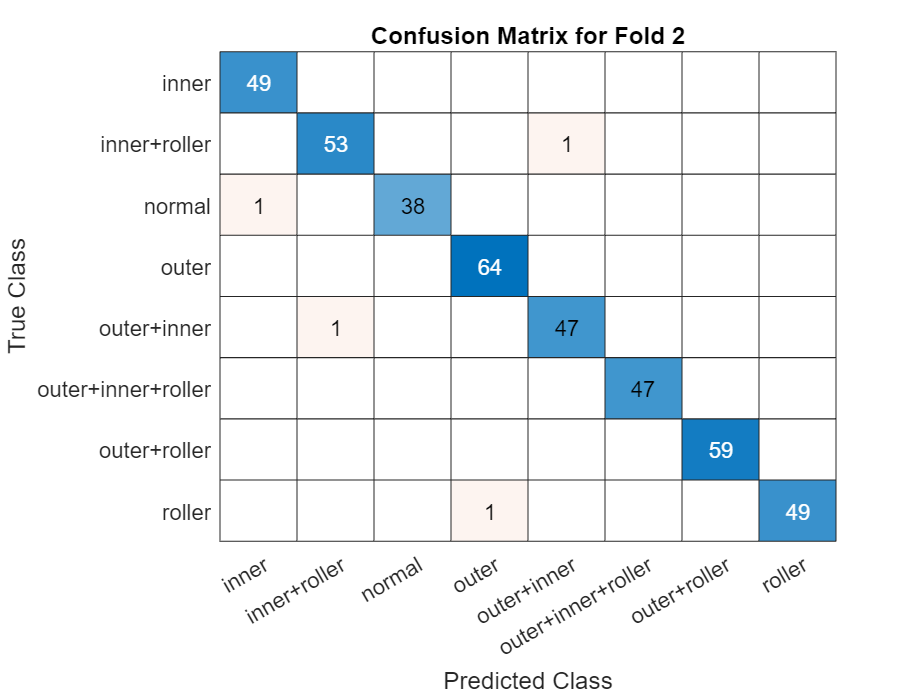 Confusion Matrix for Fold 2
True Class
inner 49
inner+roller 53 1
normal 1 38
outer 64
outer+inner 1 47
outer+inner+roller 47
outer+roller 59
roller 1 49
inner inner+roller normal outer outer+inner outer+inner+roller outer+roller roller
Predicted Class